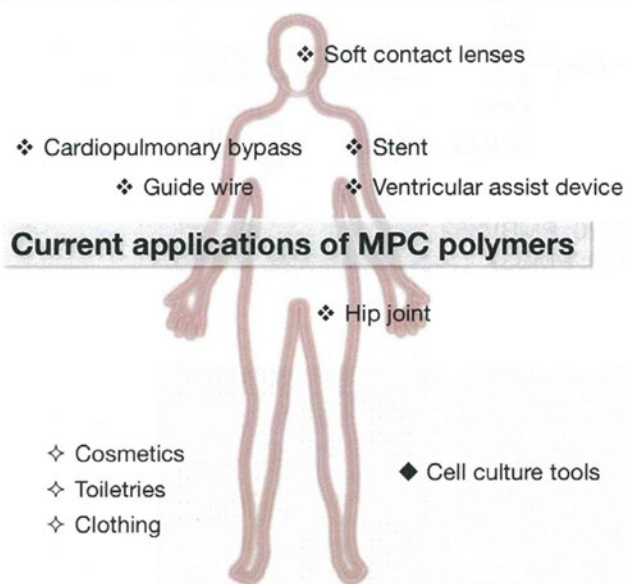 ❖ Soft contact lenses
❖ Cardiopulmonary bypass ❖ Stent
❖ Guide wire ❖ Ventricular assist device
Current applications of MPC polymers
❖ Hip joint
✧ Cosmetics
◆ Cell culture tools
✧ Toiletries
✧ Clothing